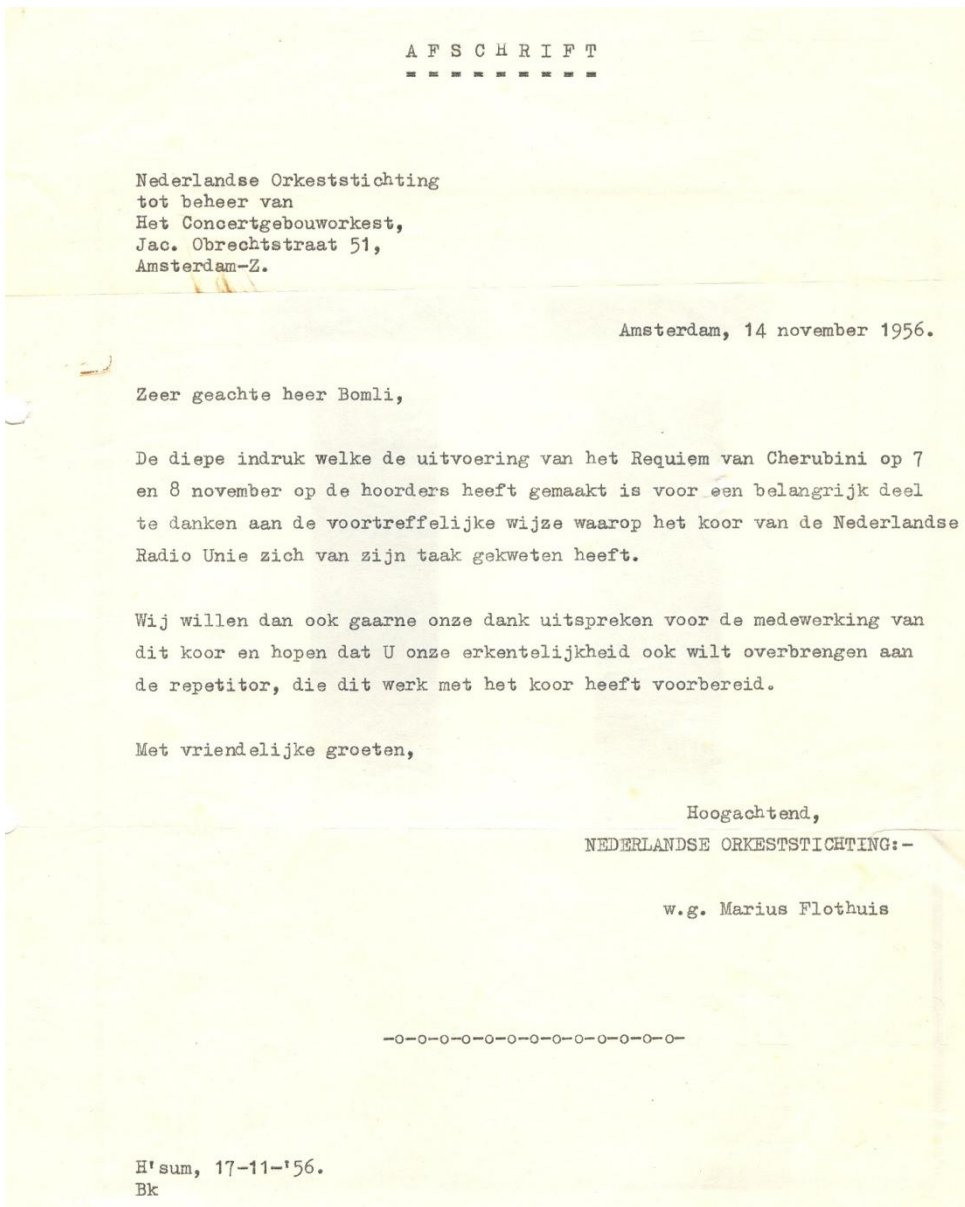 A F S C H R I F T
= = = = = = = = =
Nederlandse Orkeststichting
tot beheer van
Het Concertgebouworkest,
Jac. Obrechtstraat 51,
Amsterdam-Z.
Amsterdam, 14 november 1956.
Zeer geachte heer Bomli,
De diepe indruk welke de uitvoering van het Requiem van Cherubini op 7
en 8 november op de hoorders heeft gemaakt is voor een belangrijk deel
te danken aan de voortreffelijke wijze waarop het koor van de Nederlandse
Radio Unie zich van zijn taak gekweten heeft.
Wij willen dan ook gaarne onze dank uitspreken voor de medewerking van
dit koor en hopen dat U onze erkentelijkheid ook wilt overbrengen aan
de repetitor, die dit werk met het koor heeft voorbereid.
Met vriendelijke groeten,
Hoogachtend,
NEDERLANDSE ORKESTSTICHTING:-
w.g. Marius Flothuis
-o-o-o-o-o-o-o-o-o-o-o-o-o-
H'sum, 17-11-'56.
Bk